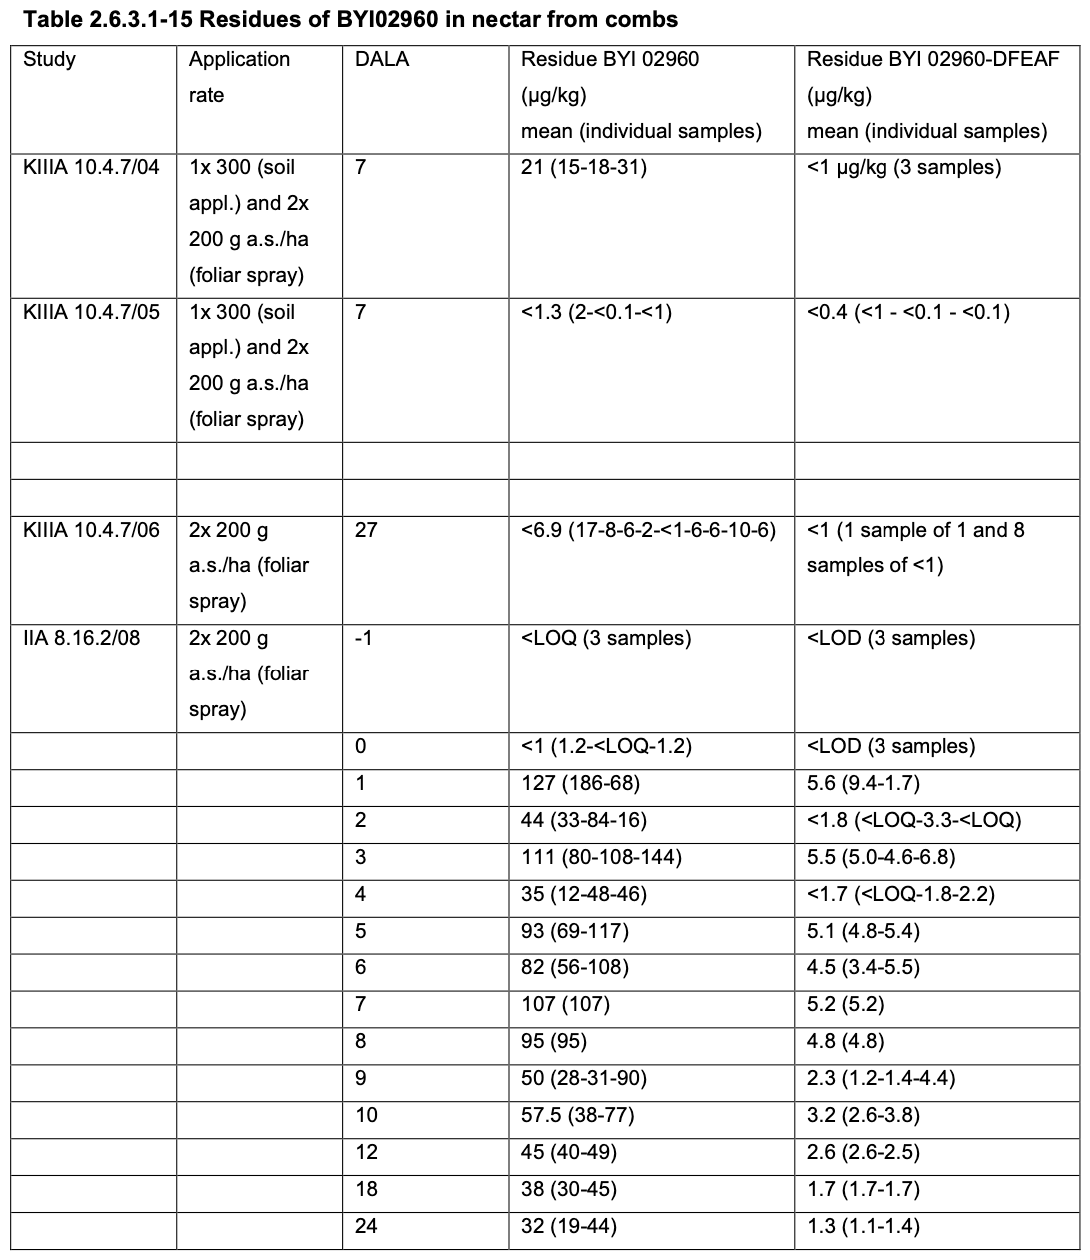 Table 2.6.3.1-15 Residues of BYI02960 in nectar from combs
Study Application rate DALA Residue BYI 02960 (µg/kg) mean (individual samples) Residue BYI 02960-DFEAF (µg/kg) mean (individual samples)
KIIIA 10.4.7/04 1x 300 (soil appl.) and 2x 200 g a.s./ha (foliar spray) 7 21 (15-18-31) <1 µg/kg (3 samples)
KIIIA 10.4.7/05 1x 300 (soil appl.) and 2x 200 g a.s./ha (foliar spray) 7 <1.3 (2-<0.1-<1) <0.4 (<1 - <0.1 - <0.1)
KIIIA 10.4.7/06 2x 200 g a.s./ha (foliar spray) 27 <6.9 (17-8-6-2-<1-6-6-10-6) <1 (1 sample of 1 and 8 samples of <1)
IIA 8.16.2/08 2x 200 g a.s./ha (foliar spray) -1 <LOQ (3 samples) <LOD (3 samples)
0 <1 (1.2-<LOQ-1.2) <LOD (3 samples)
1 127 (186-68) 5.6 (9.4-1.7)
2 44 (33-84-16) <1.8 (<LOQ-3.3-<LOQ)
3 111 (80-108-144) 5.5 (5.0-4.6-6.8)
4 35 (12-48-46) <1.7 (<LOQ-1.8-2.2)
5 93 (69-117) 5.1 (4.8-5.4)
6 82 (56-108) 4.5 (3.4-5.5)
7 107 (107) 5.2 (5.2)
8 95 (95) 4.8 (4.8)
9 50 (28-31-90) 2.3 (1.2-1.4-4.4)
10 57.5 (38-77) 3.2 (2.6-3.8)
12 45 (40-49) 2.6 (2.6-2.5)
18 38 (30-45) 1.7 (1.7-1.7)
24 32 (19-44) 1.3 (1.1-1.4)